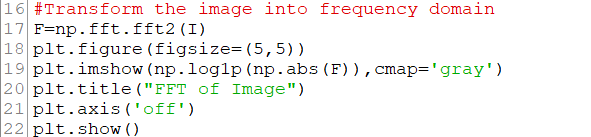 16 #Transform the image into frequency domain
17 F=np.fft.fft2(I)
18 plt.figure(figsize=(5,5))
19 plt.imshow(np.log1p(np.abs(F)),cmap='gray')
20 plt.title("FFT of Image")
21 plt.axis('off')
22 plt.show()